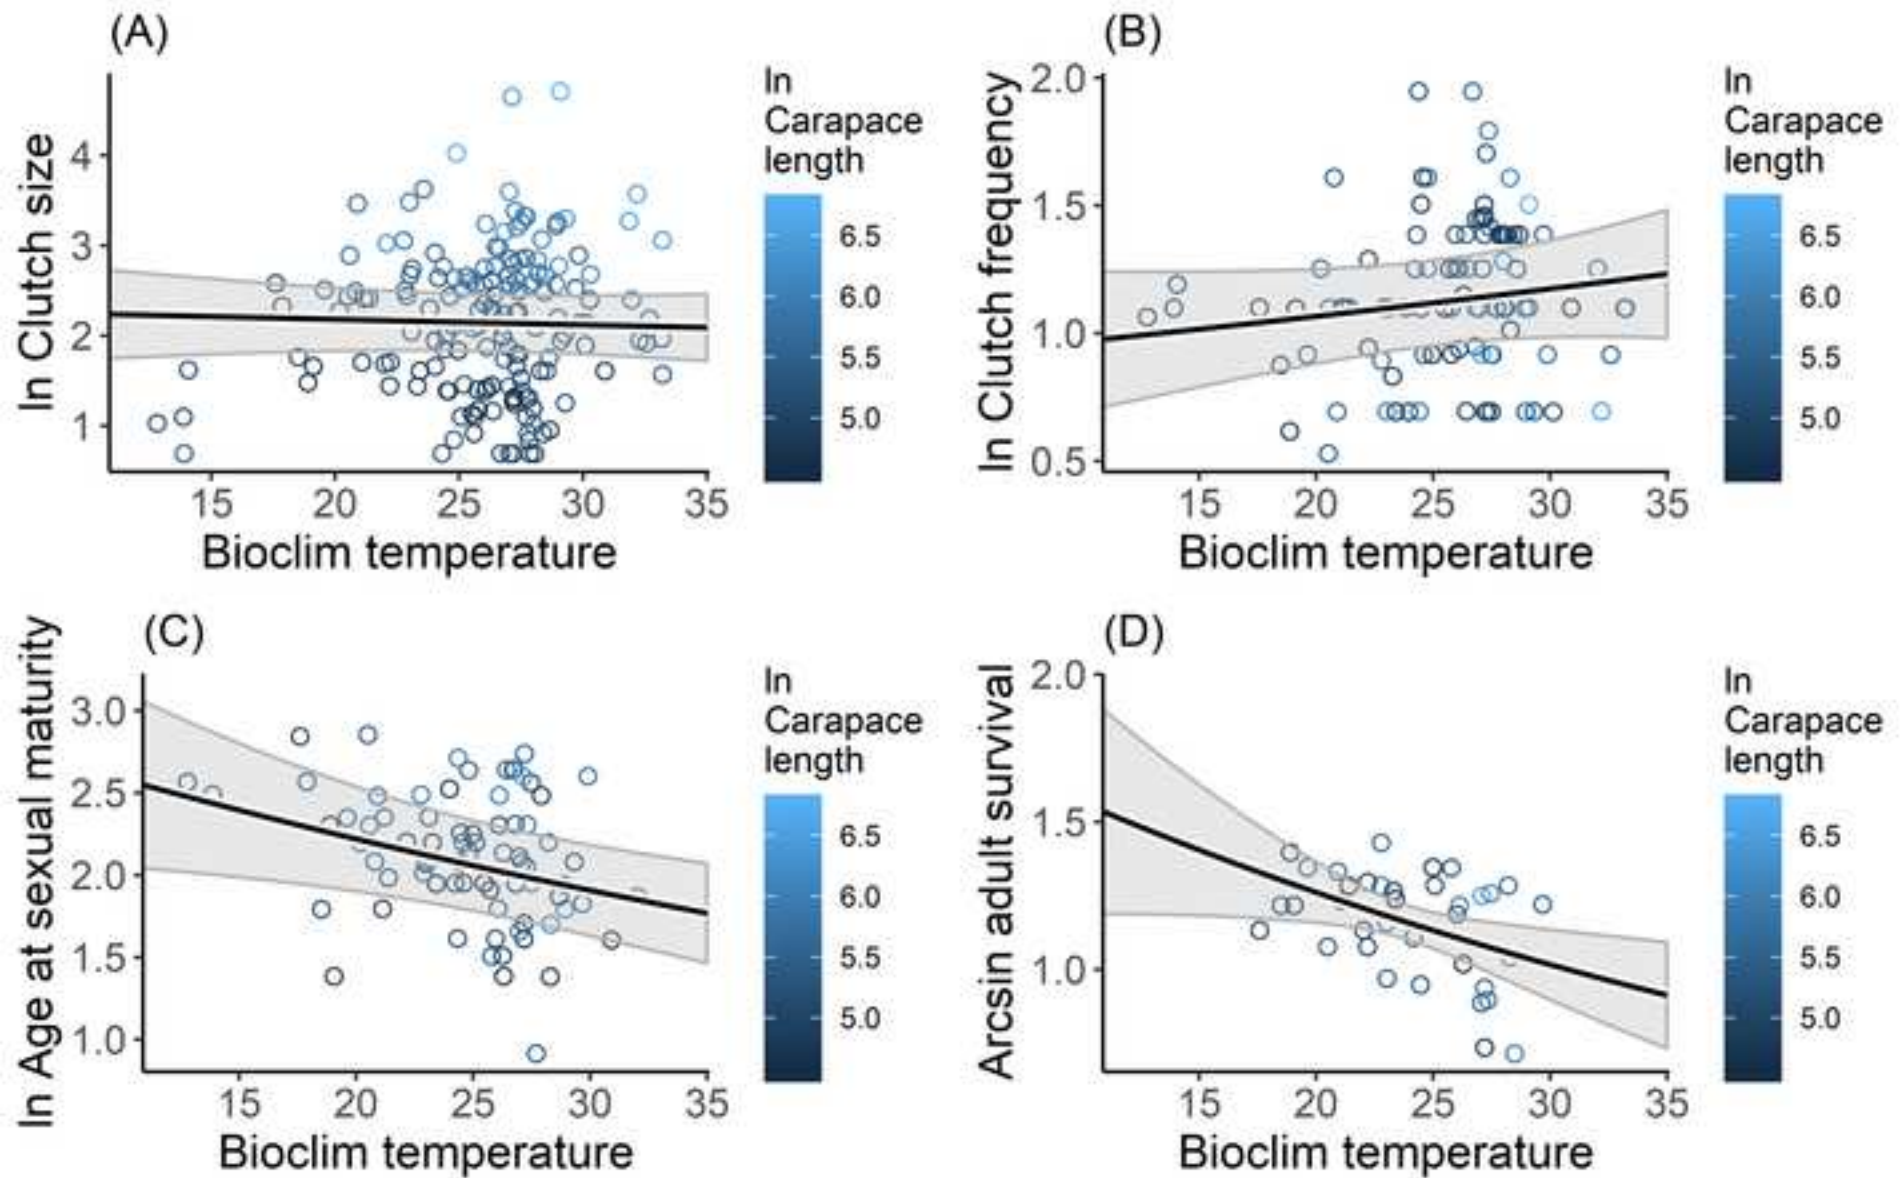 (A)
ln Clutch size
4
3
2
1
15 20 25 30 35
Bioclim temperature
ln
Carapace
length
6.5
6.0
5.5
5.0
(B)
ln Clutch frequency
2.0
1.5
1.0
0.5
15 20 25 30 35
Bioclim temperature
ln
Carapace
length
6.5
6.0
5.5
5.0
(C)
ln Age at sexual maturity
3.0
2.5
2.0
1.5
1.0
15 20 25 30 35
Bioclim temperature
ln
Carapace
length
6.5
6.0
5.5
5.0
(D)
Arcsin adult survival
2.0
1.5
1.0
15 20 25 30 35
Bioclim temperature
ln
Carapace
length
6.5
6.0
5.5
5.0